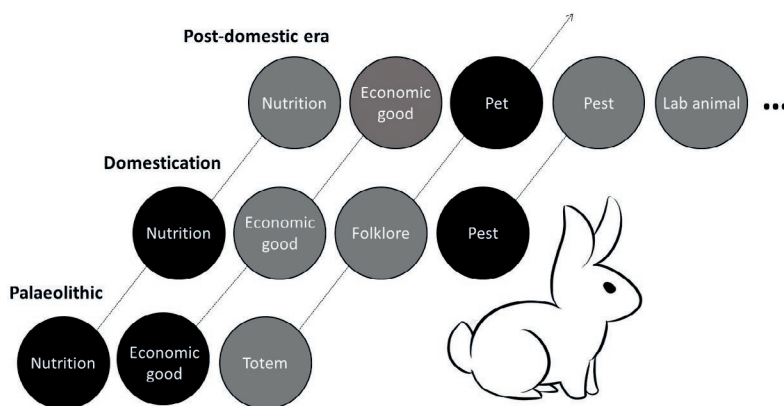 Post-domestic era
Nutrition
Economic
good
Pet
Pest
Lab animal
...
Domestication
Nutrition
Economic
good
Folklore
Pest
Palaeolithic
Nutrition
Economic
good
Totem